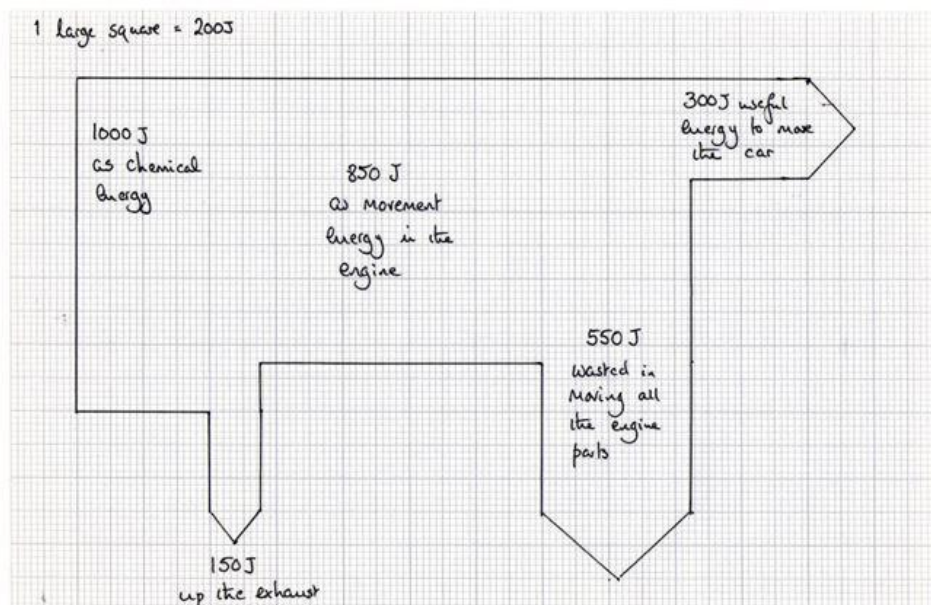 1 large square = 200J
1000 J
as chemical
energy
850 J
as movement
energy in the
engine
300J useful
energy to move
the car
550 J
wasted in
moving all
the engine
parts
150J
up the exhaust